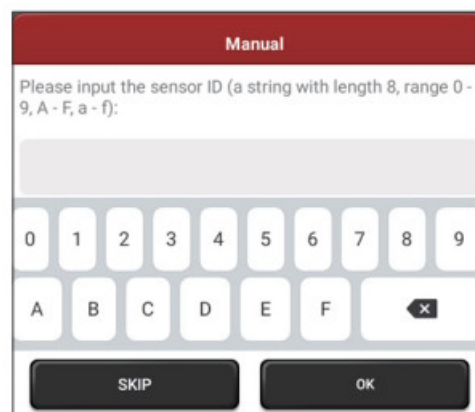 Manual
Please input the sensor ID (a string with length 8, range 0 -
9, A - F, a - f):
0 1 2 3 4 5 6 7 8 9
A B C D E F
SKIP OK